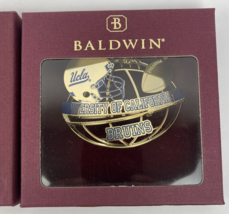 B
BALDWIN®
Ucla
UNIVERSITY OF CALIFORNIA
BRUINS